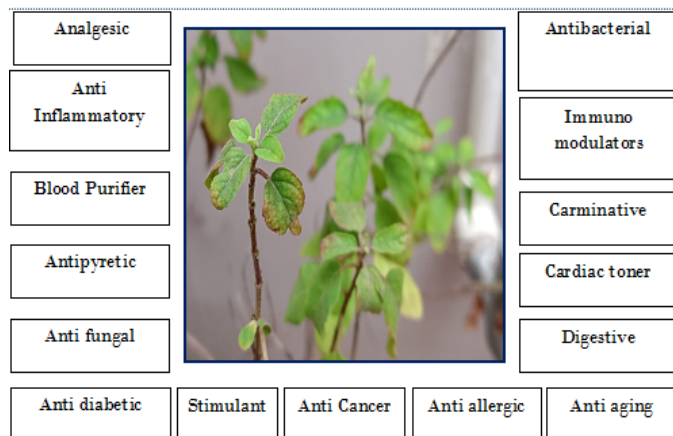 Analgesic
Antibacterial
Anti
Inflammatory
Immuno
modulators
Blood Purifier
Carminative
Antipyretic
Cardiac toner
Anti fungal
Digestive
Anti diabetic
Stimulant
Anti Cancer
Anti allergic
Anti aging